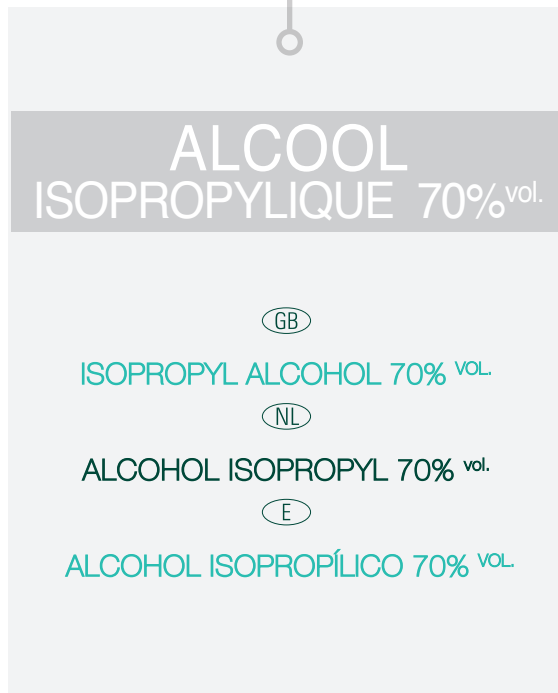 ALCOOL
ISOPROPYLIQUE 70% vol.
GB
ISOPROPYL ALCOHOL 70% VOL.
NL
ALCOHOL ISOPROPYL 70% vol.
E
ALCOHOL ISOPROPÍLICO 70% VOL.